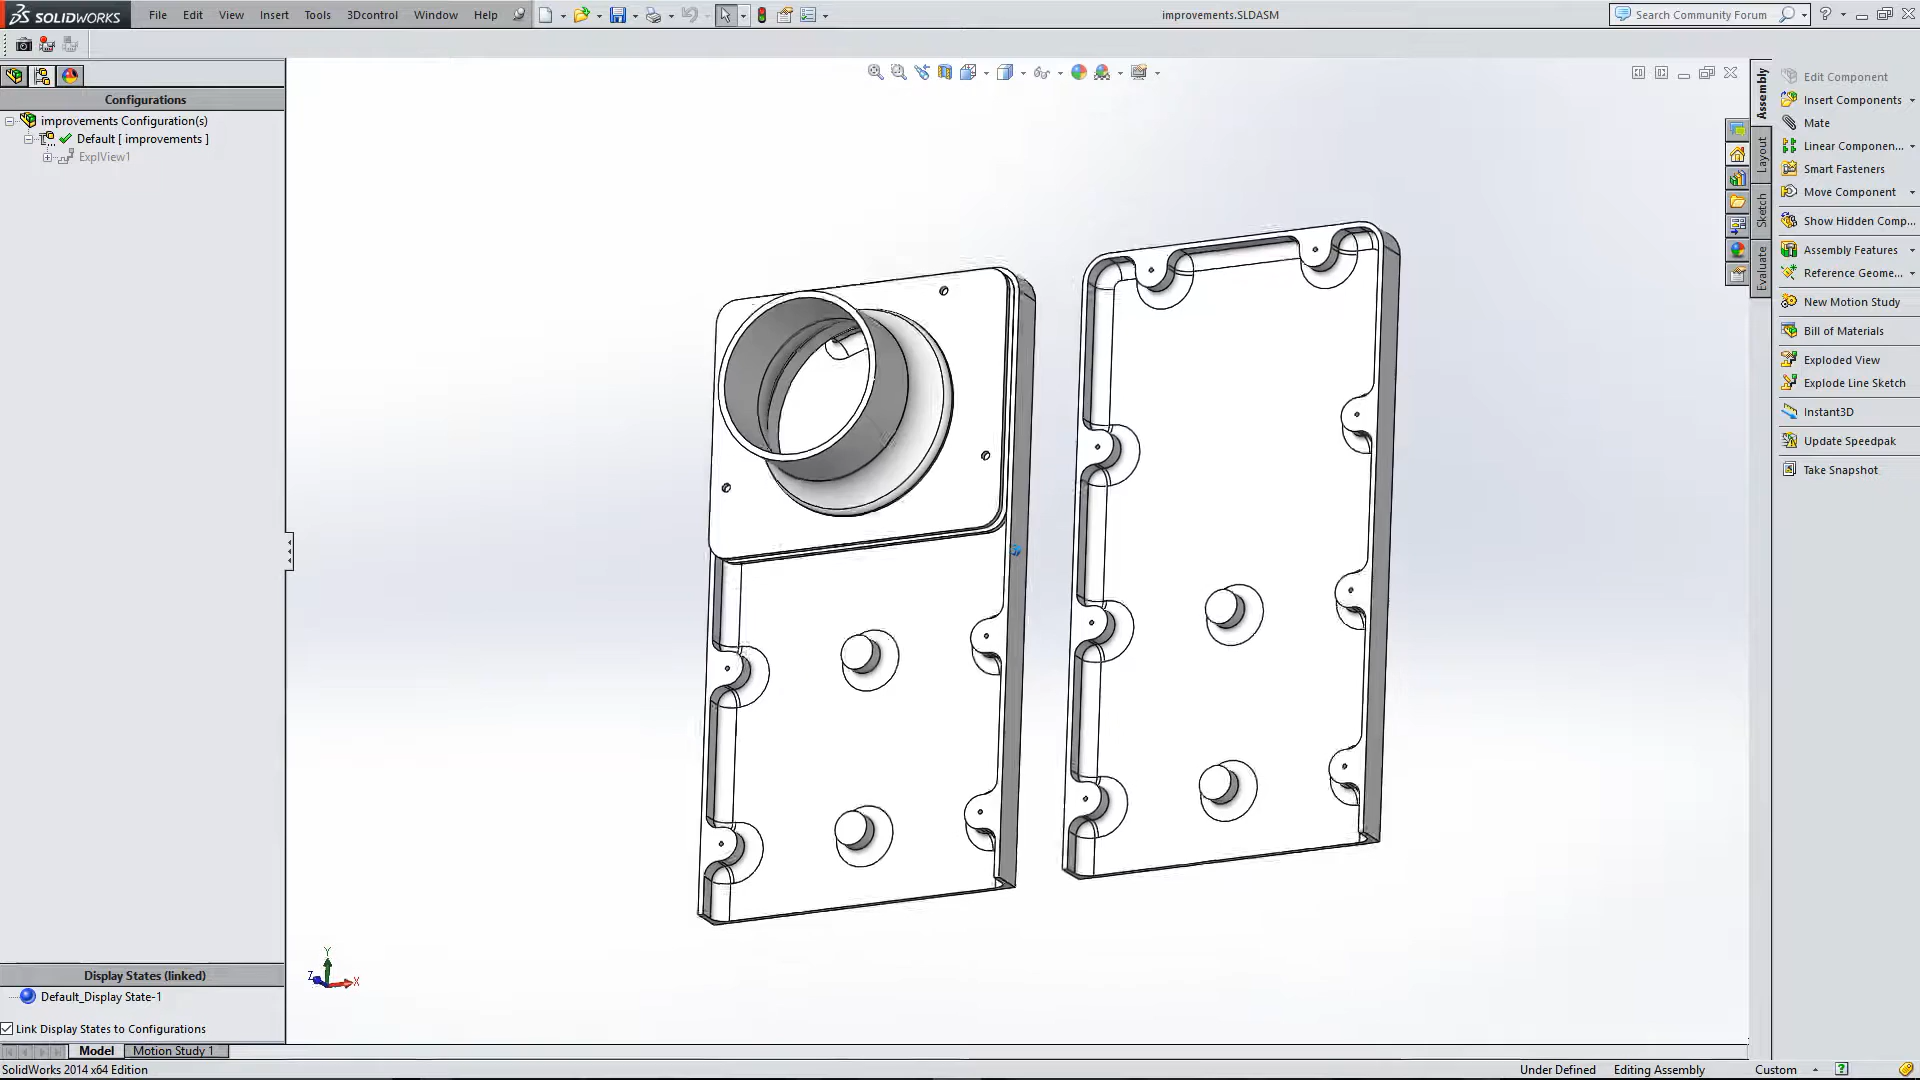 SOLIDWORKS File Edit View Insert Tools 3Dcontrol Window Help improvements.SLDASM Search Community Forum ?
Configurations
improvements Configuration(s)
Default [ improvements ]
ExplView1
Display States (linked)
Default_Display State-1
Link Display States to Configurations
Model Motion Study 1
SolidWorks 2014 x64 Edition
Y
Z
X
Assembly
Layout
Sketch
Evaluate
Edit Component
Insert Components
Mate
Linear Componen...
Smart Fasteners
Move Component
Show Hidden Comp...
Assembly Features
Reference Geome...
New Motion Study
Bill of Materials
Exploded View
Explode Line Sketch
Instant3D
Update Speedpak
Take Snapshot
Under Defined Editing Assembly Custom ?